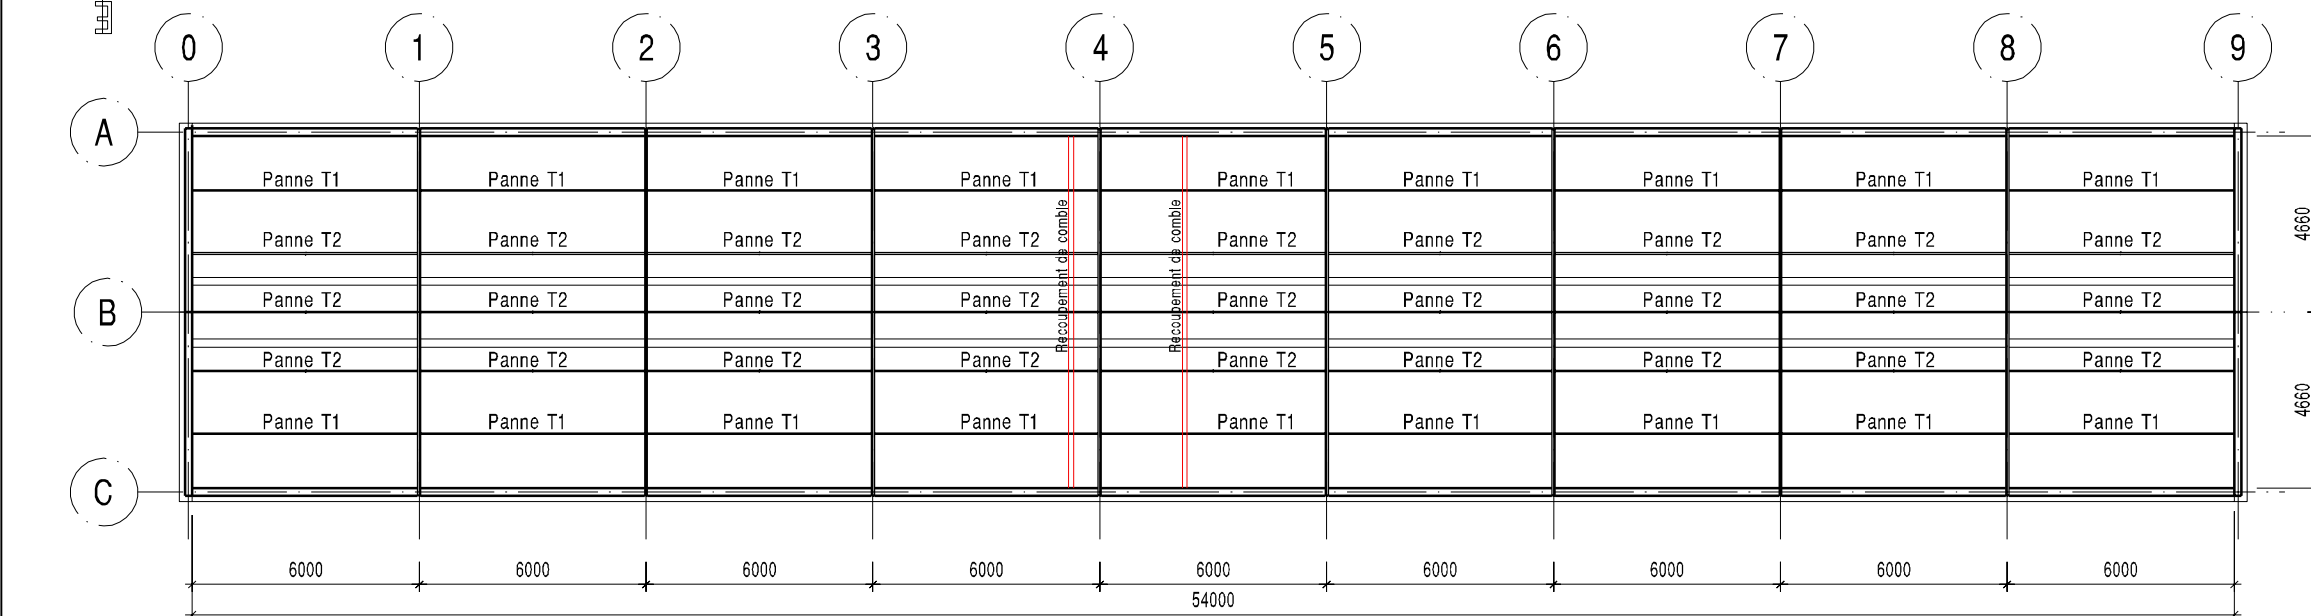 0 1 2 3 4 5 6 7 8 9
A
Panne T1 Panne T1 Panne T1 Panne T1 Panne T1 Panne T1 Panne T1 Panne T1 Panne T1
Panne T2 Panne T2 Panne T2 Panne T2 Panne T2 Panne T2 Panne T2 Panne T2 Panne T2
Recoupement de comble
Recoupement de comble
4660
B
Panne T2 Panne T2 Panne T2 Panne T2 Panne T2 Panne T2 Panne T2 Panne T2 Panne T2
Panne T2 Panne T2 Panne T2 Panne T2 Panne T2 Panne T2 Panne T2 Panne T2 Panne T2
4660
Panne T1 Panne T1 Panne T1 Panne T1 Panne T1 Panne T1 Panne T1 Panne T1 Panne T1
C
6000 6000 6000 6000 6000 6000 6000 6000 6000
54000